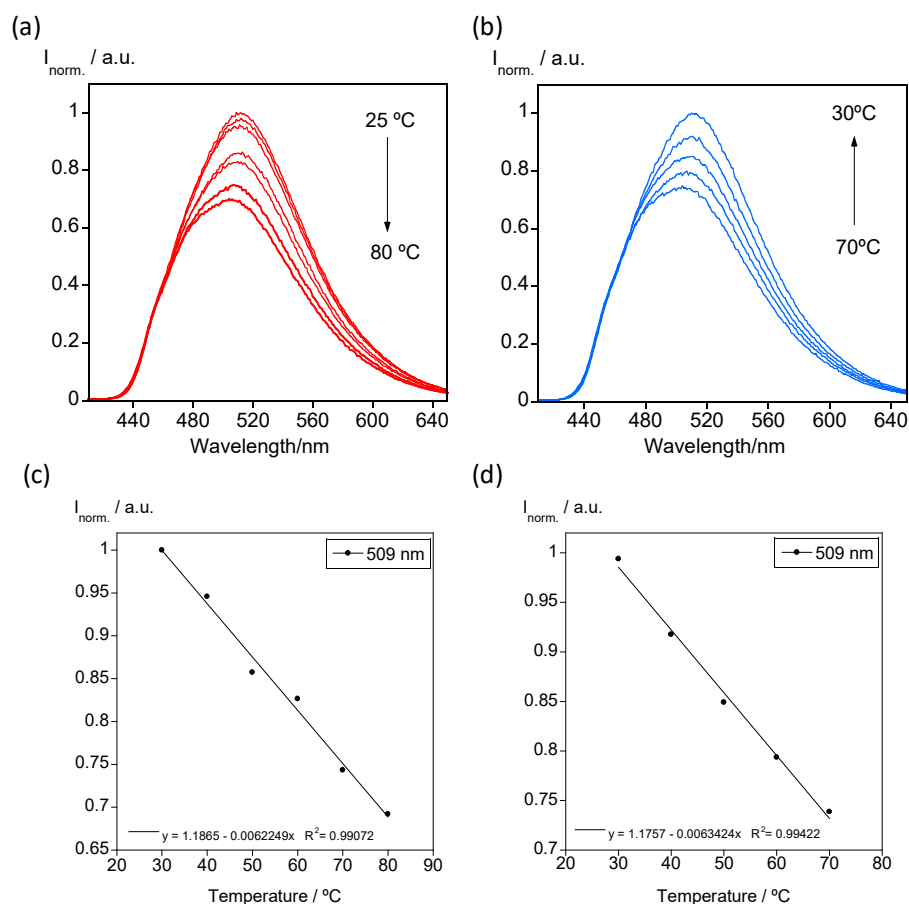 (a)
I norm. / a.u.
1
0.8
0.6
0.4
0.2
0
25 ºC
80 ºC
440 480 520 560 600 640
Wavelength/nm
(b)
I norm. / a.u.
1
0.8
0.6
0.4
0.2
0
30ºC
70ºC
440 480 520 560 600 640
Wavelength/nm
(c)
I norm. / a.u.
1
0.95
0.9
0.85
0.8
0.75
0.7
0.65
509 nm
y = 1.1865 - 0.0062249x R²= 0.99072
20 30 40 50 60 70 80 90
Temperature / ºC
(d)
I norm. / a.u.
1
0.95
0.9
0.85
0.8
0.75
0.7
509 nm
y = 1.1757 - 0.0063424x R²= 0.99422
20 30 40 50 60 70 80
Temperature / ºC